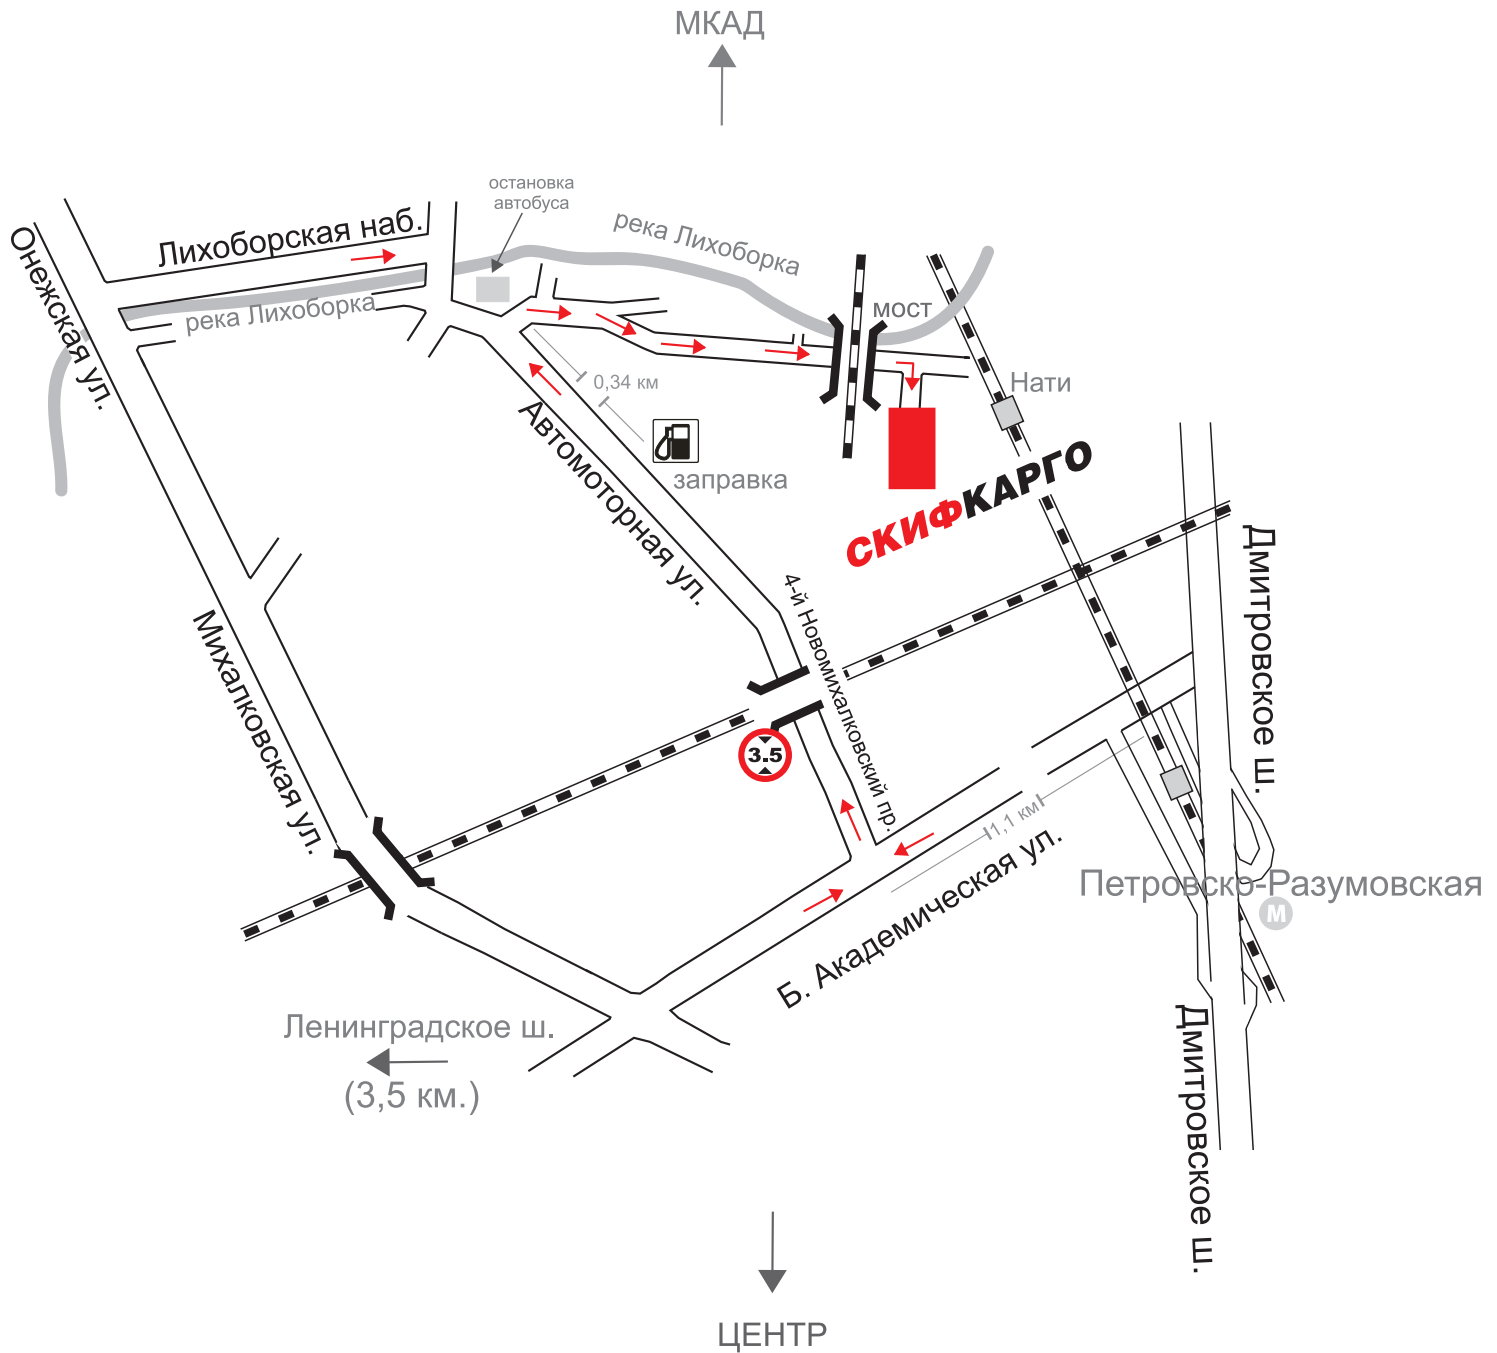 МКАД
остановка
автобуса
река Лихоборка
Лихоборская наб.
Онежская ул.
река Лихоборка
мост
Нати
0,34 км
заправка
Автомоторная ул.
СКИФКАРГО
Дмитровское ш.
4-й Новомихалковский пр.
Михалковская ул.
3.5
1,1 км
Б. Академическая ул.
Петровско-Разумовская
М
Ленинградское ш.
(3,5 км.)
Дмитровское ш.
ЦЕНТР